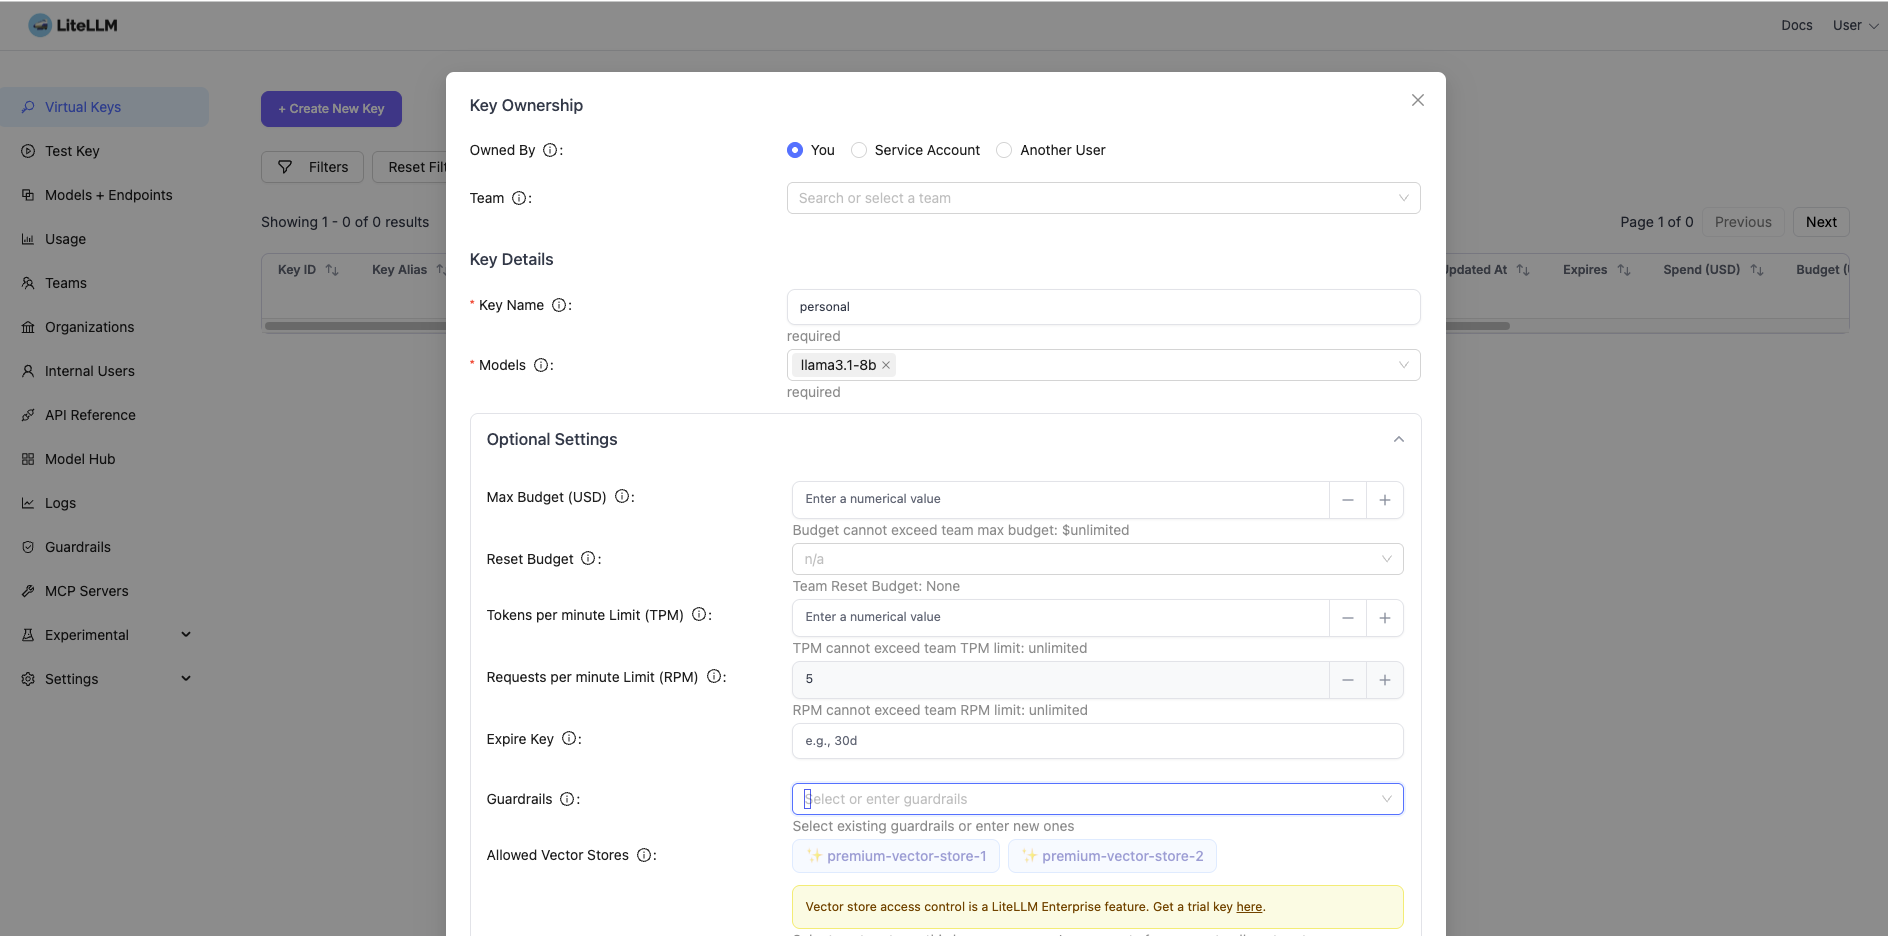 LiteLLM
Docs
User
Virtual Keys
Test Key
Models + Endpoints
Usage
Teams
Organizations
Internal Users
API Reference
Model Hub
Logs
Guardrails
MCP Servers
Experimental
Settings
+ Create New Key
Filters
Reset Filt
Showing 1 - 0 of 0 results
Page 1 of 0
Previous
Next
Key ID
Key Alias
Updated At
Expires
Spend (USD)
Budget (
Key Ownership
Owned By :
You
Service Account
Another User
Team :
Search or select a team
Key Details
* Key Name :
personal
required
* Models :
llama3.1-8b
required
Optional Settings
Max Budget (USD) :
Enter a numerical value
Budget cannot exceed team max budget: $unlimited
Reset Budget :
n/a
Team Reset Budget: None
Tokens per minute Limit (TPM) :
Enter a numerical value
TPM cannot exceed team TPM limit: unlimited
Requests per minute Limit (RPM) :
5
RPM cannot exceed team RPM limit: unlimited
Expire Key :
e.g., 30d
Guardrails :
Select or enter guardrails
Select existing guardrails or enter new ones
Allowed Vector Stores :
✨ premium-vector-store-1
✨ premium-vector-store-2
Vector store access control is a LiteLLM Enterprise feature. Get a trial key here.